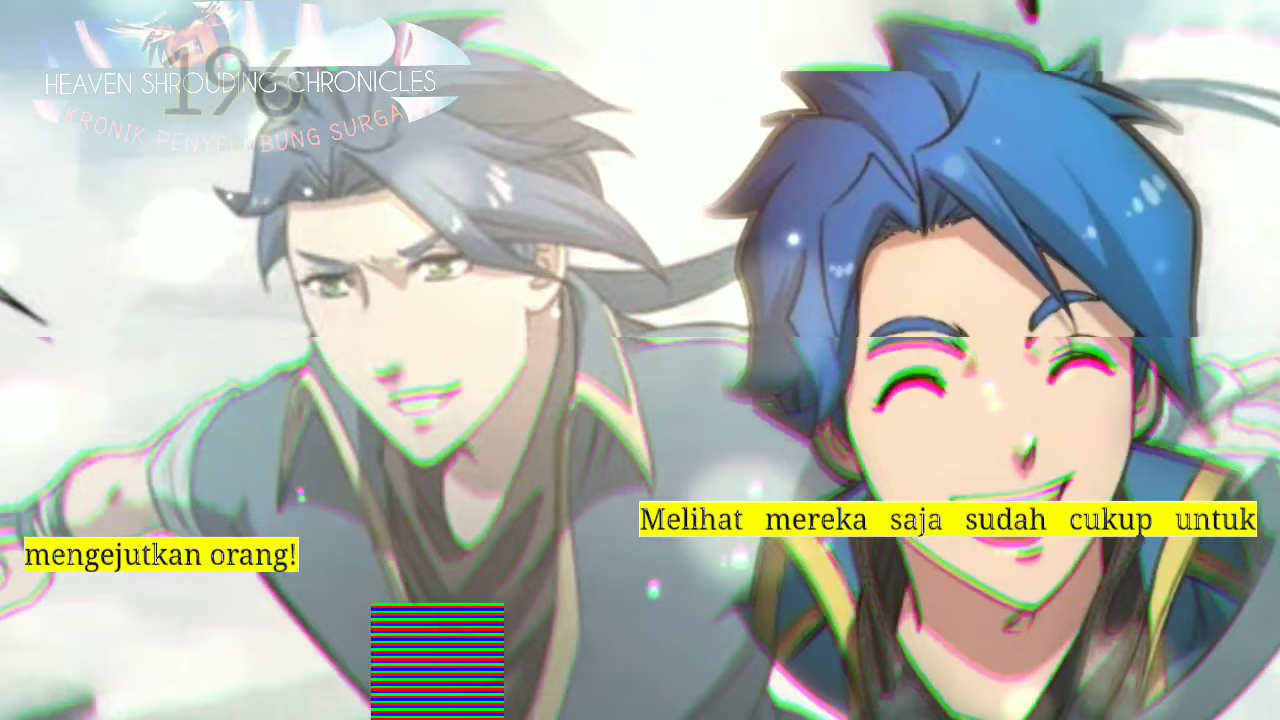 196
HEAVEN SHROUDING CHRONICLES
KRONIK PENYELUBUNG SURGA
Melihat mereka saja sudah cukup untuk
mengejutkan orang!